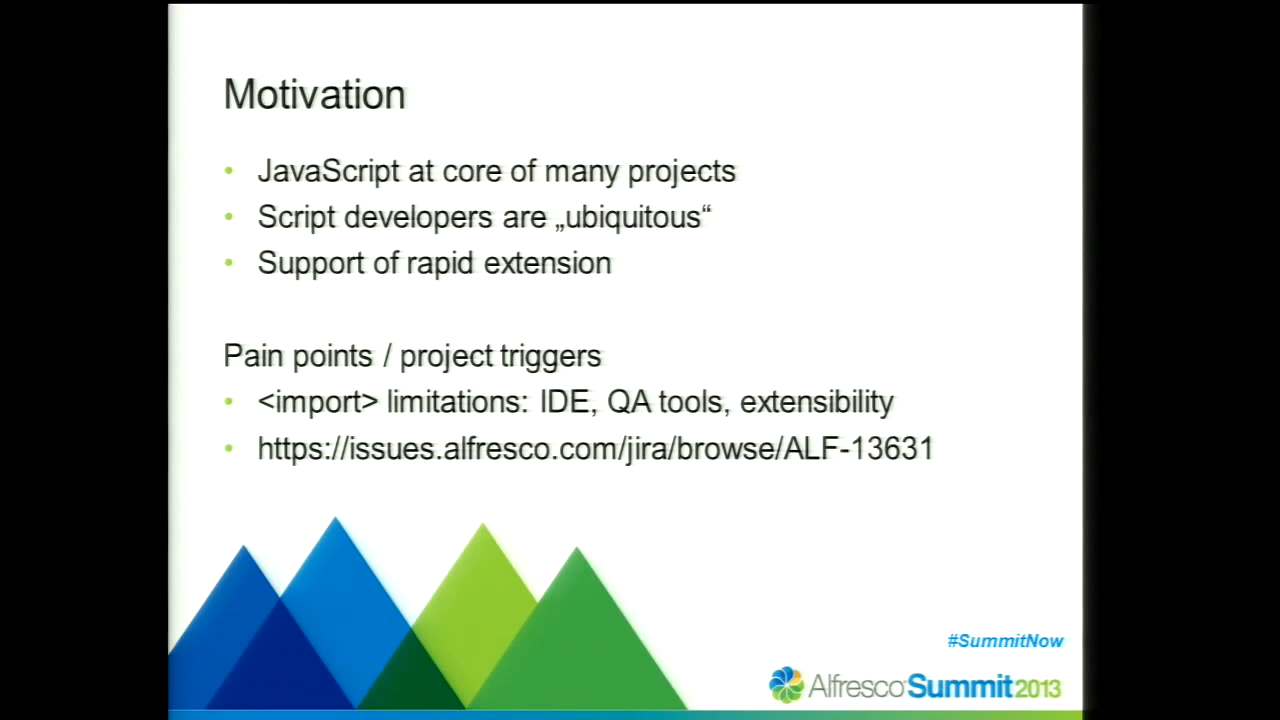 Motivation
• JavaScript at core of many projects
• Script developers are „ubiquitous“
• Support of rapid extension
Pain points / project triggers
• <import> limitations: IDE, QA tools, extensibility
• https://issues.alfresco.com/jira/browse/ALF-13631
#SummitNow
Alfresco Summit 2013